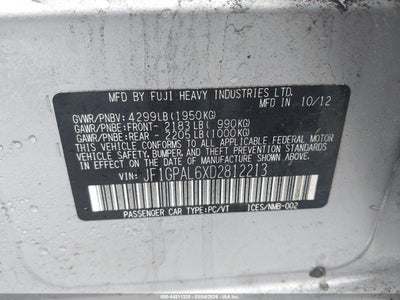 MFD BY FUJI HEAVY INDUSTRIES LTD.
MFD IN 10/12
GVWR/PNBV: 4299LB(1950KG)
GAWR/PNBE:FRONT- 2183LB( 990KG)
GAWR/PNBE:REAR - 2205LB(1000KG)
THIS VEHICLE CONFORMS TO ALL APPLICABLE FEDERAL
MOTOR VEHICLE SAFETY, BUMPER, AND THEFT
PREVENTION STANDARDS IN EFFECT
ON THE DATE OF MANUFACTURE SHOWN ABOVE.
VIN: JF1GPAL6XD2812213
PASSENGER CAR TYPE:PC/VT ICES/NMB-002